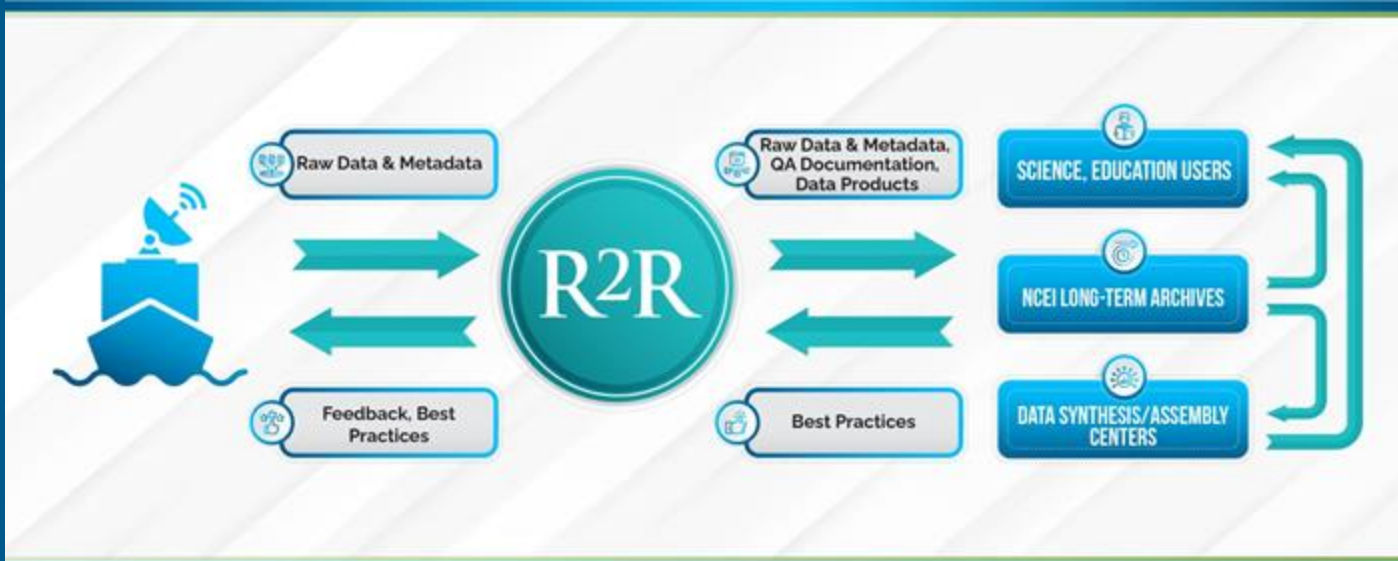 Raw Data & Metadata
Feedback, Best
Practices
R2R
Raw Data & Metadata,
QA Documentation,
Data Products
Best Practices
SCIENCE, EDUCATION USERS
NCEI LONG-TERM ARCHIVES
DATA SYNTHESIS/ASSEMBLY
CENTERS